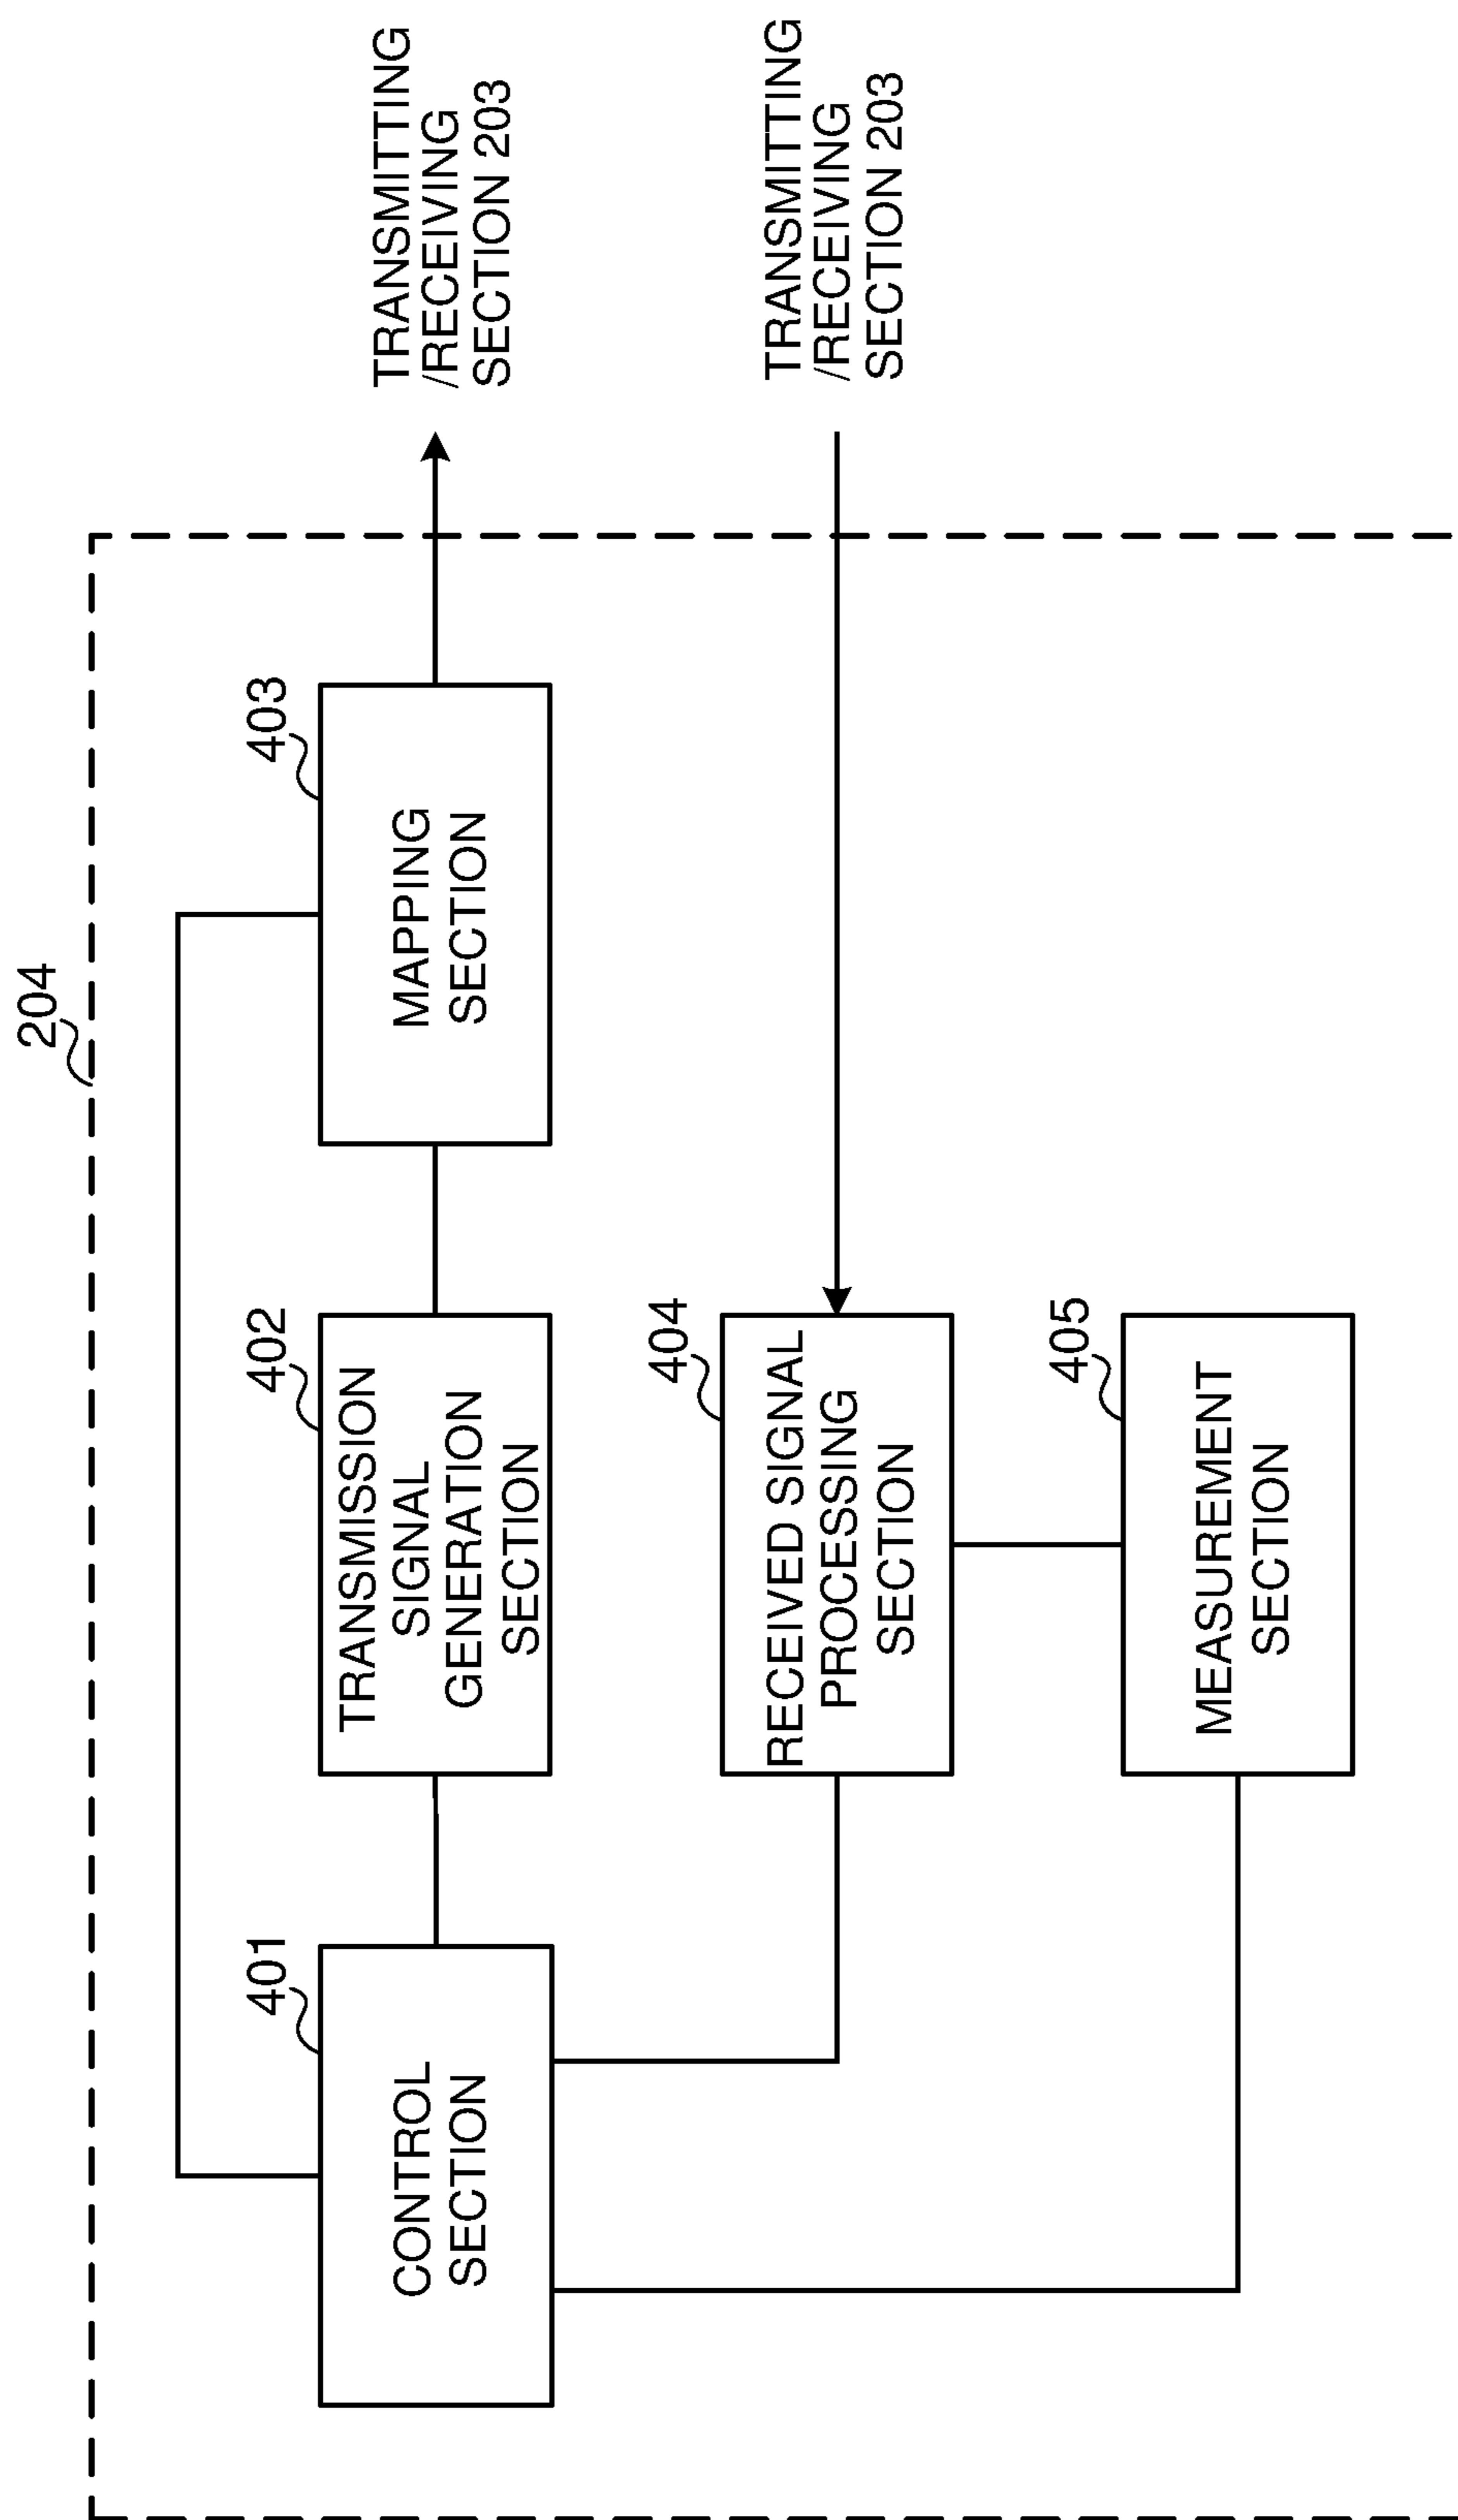 204
401
CONTROL
SECTION
402
TRANSMISSION
SIGNAL
GENERATION
SECTION
403
MAPPING
SECTION
TRANSMITTING
/RECEIVING
SECTION 203
404
RECEIVED SIGNAL
PROCESSING
SECTION
TRANSMITTING
/RECEIVING
SECTION 203
405
MEASUREMENT
SECTION